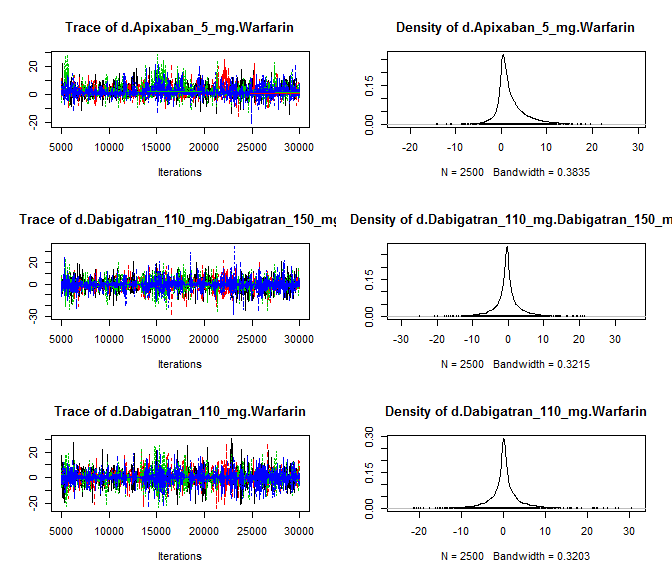 Trace of d.Apixaban_5_mg.Warfarin
20
0
-20
5000 10000 15000 20000 25000 30000
Iterations
Density of d.Apixaban_5_mg.Warfarin
0.15
0.00
-20 -10 0 10 20 30
N = 2500 Bandwidth = 0.3835
Trace of d.Dabigatran_110_mg.Dabigatran_150_mg
20
0
-30
5000 10000 15000 20000 25000 30000
Iterations
Density of d.Dabigatran_110_mg.Dabigatran_150_m
0.15
0.00
-30 -20 -10 0 10 20 30
N = 2500 Bandwidth = 0.3215
Trace of d.Dabigatran_110_mg.Warfarin
20
0
-20
5000 10000 15000 20000 25000 30000
Iterations
Density of d.Dabigatran_110_mg.Warfarin
0.30
0.15
0.00
-20 -10 0 10 20 30
N = 2500 Bandwidth = 0.3203